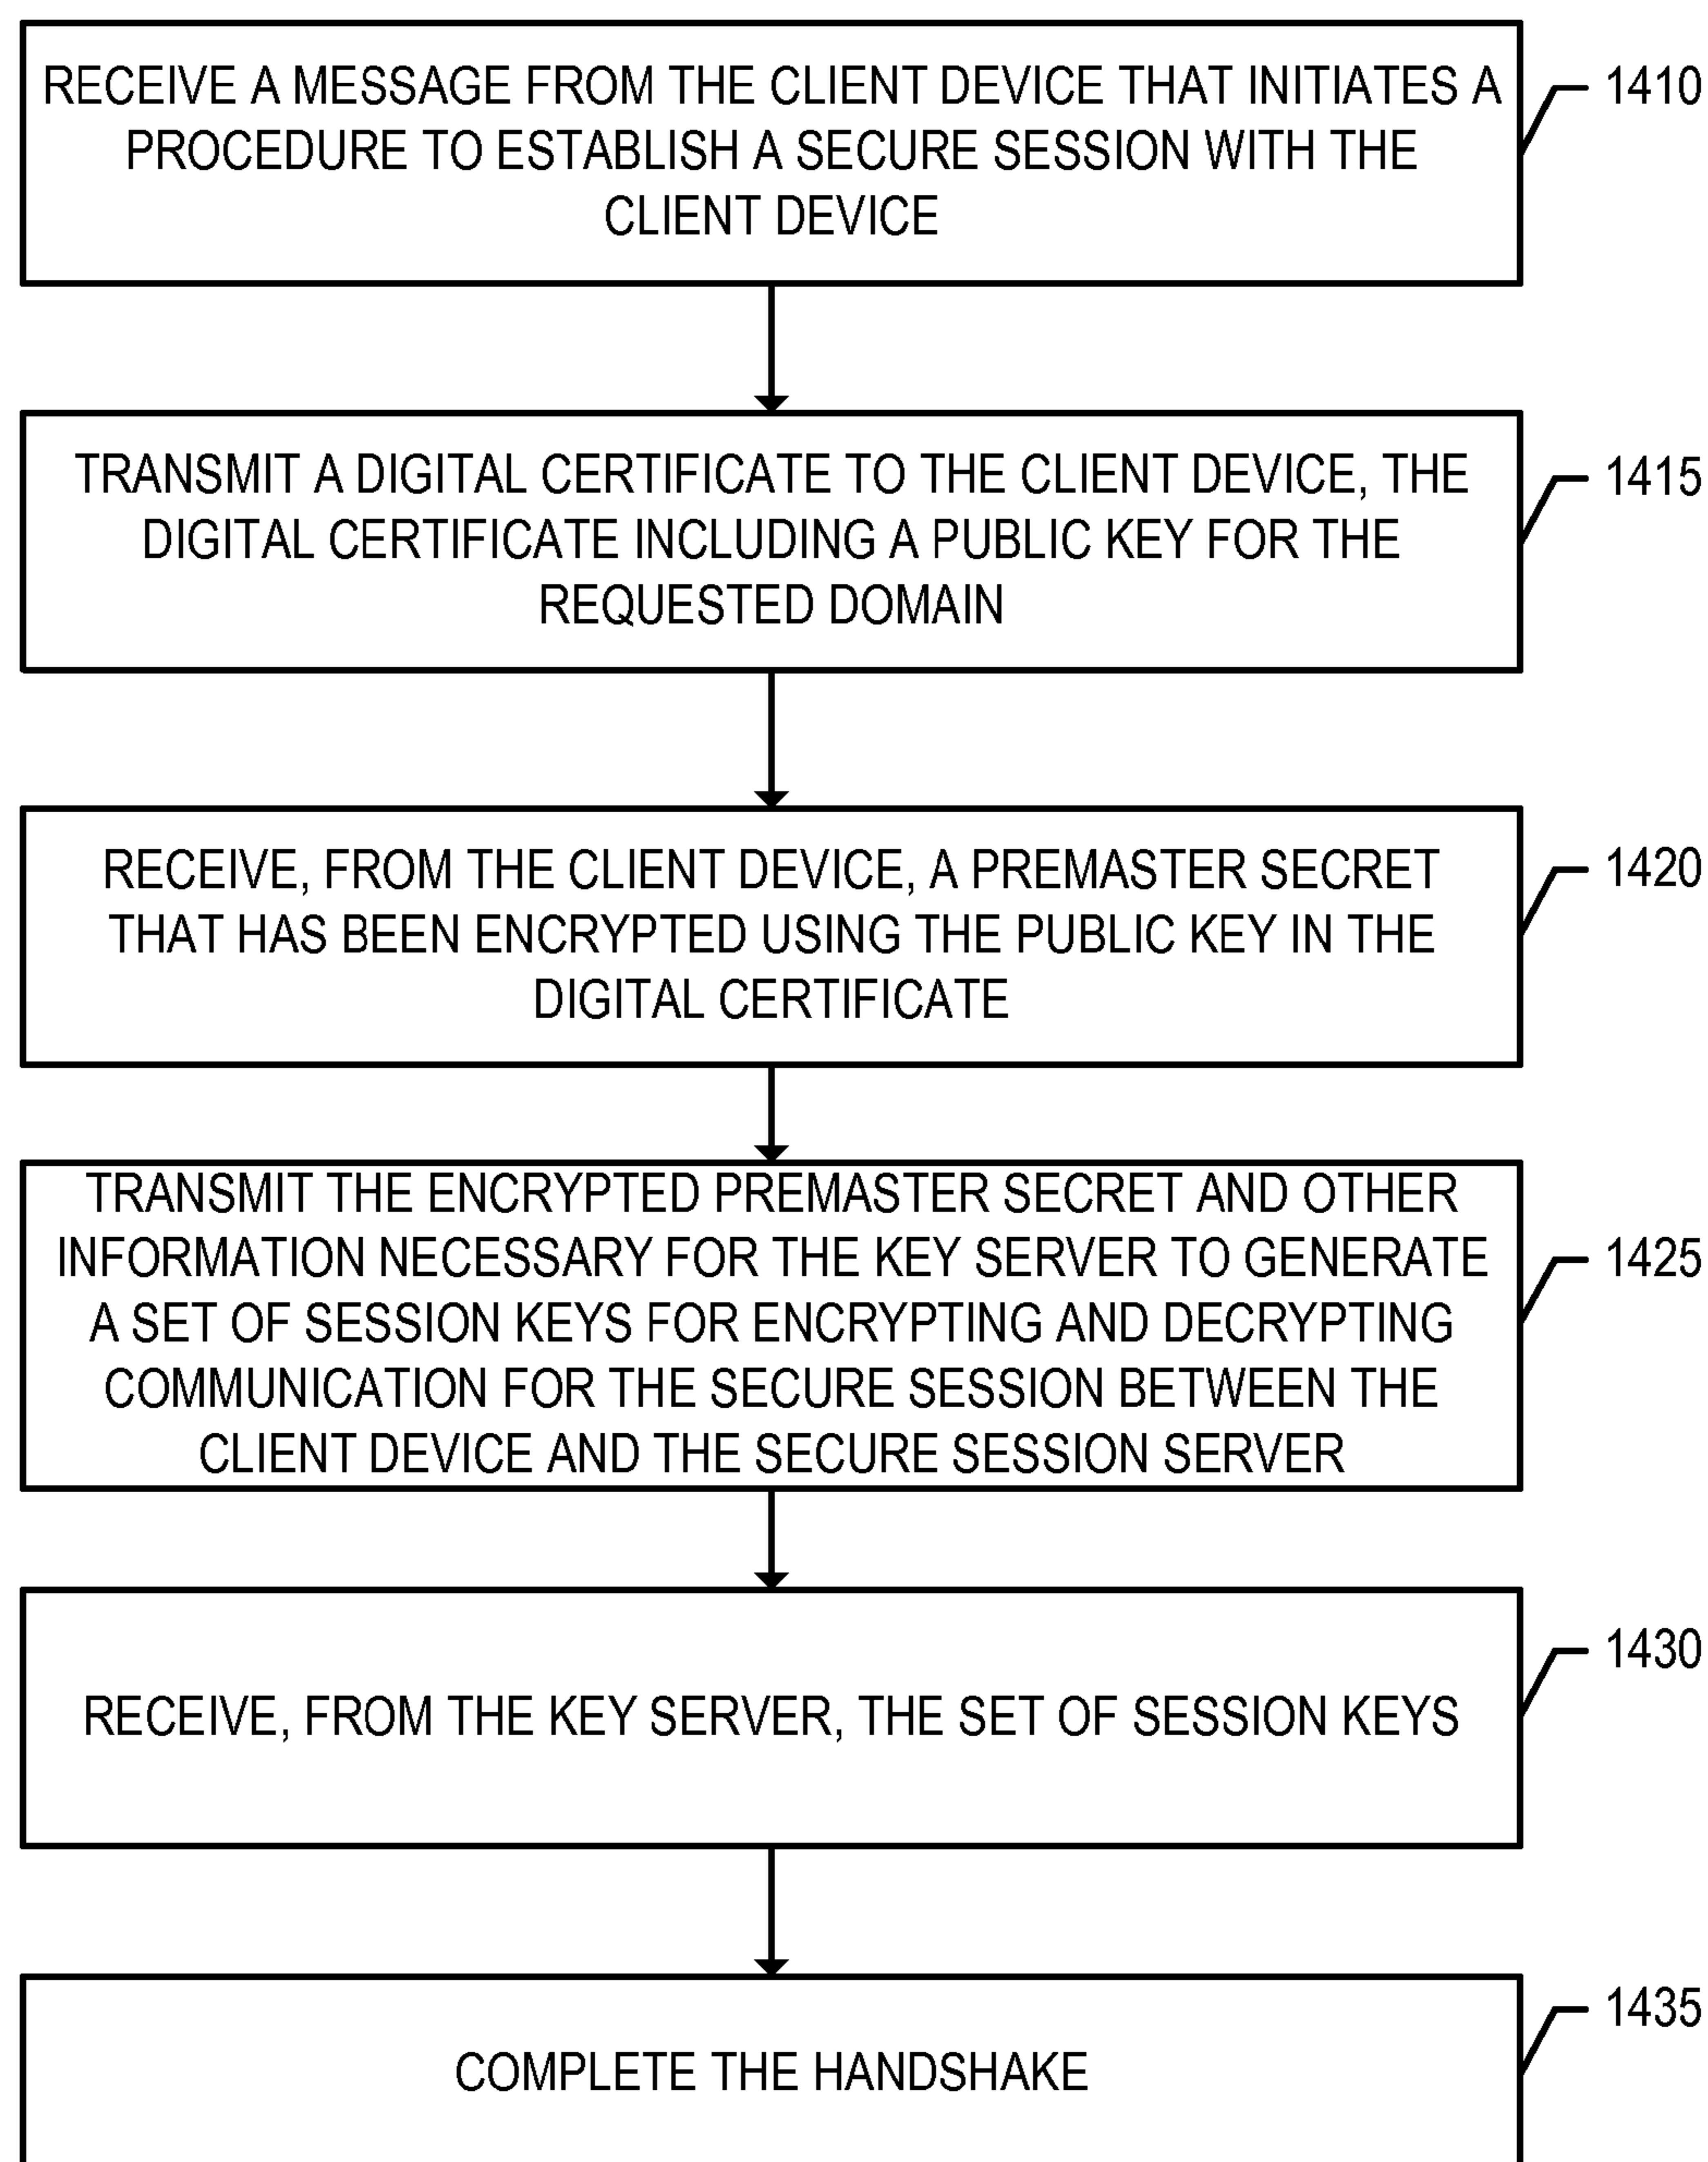 RECEIVE A MESSAGE FROM THE CLIENT DEVICE THAT INITIATES A
PROCEDURE TO ESTABLISH A SECURE SESSION WITH THE
CLIENT DEVICE
1410
TRANSMIT A DIGITAL CERTIFICATE TO THE CLIENT DEVICE, THE
DIGITAL CERTIFICATE INCLUDING A PUBLIC KEY FOR THE
REQUESTED DOMAIN
1415
RECEIVE, FROM THE CLIENT DEVICE, A PREMASTER SECRET
THAT HAS BEEN ENCRYPTED USING THE PUBLIC KEY IN THE
DIGITAL CERTIFICATE
1420
TRANSMIT THE ENCRYPTED PREMASTER SECRET AND OTHER
INFORMATION NECESSARY FOR THE KEY SERVER TO GENERATE
A SET OF SESSION KEYS FOR ENCRYPTING AND DECRYPTING
COMMUNICATION FOR THE SECURE SESSION BETWEEN THE
CLIENT DEVICE AND THE SECURE SESSION SERVER
1425
RECEIVE, FROM THE KEY SERVER, THE SET OF SESSION KEYS
1430
COMPLETE THE HANDSHAKE
1435